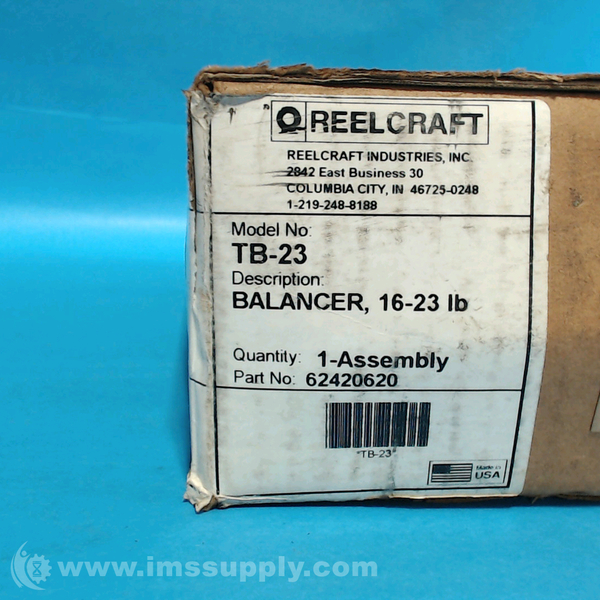 REELCRAFT
REELCRAFT INDUSTRIES, INC.
2842 East Business 30
COLUMBIA CITY, IN 46725-0248
1-219-248-8188
Model No:
TB-23
Description:
BALANCER, 16-23 lb
Quantity: 1-Assembly
Part No: 62420620
*TB-23*
Made in
USA
www.imssupply.com